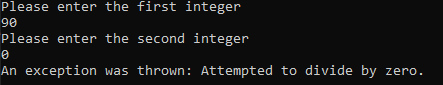 Please enter the first integer
90
Please enter the second integer
0
An exception was thrown: Attempted to divide by zero.